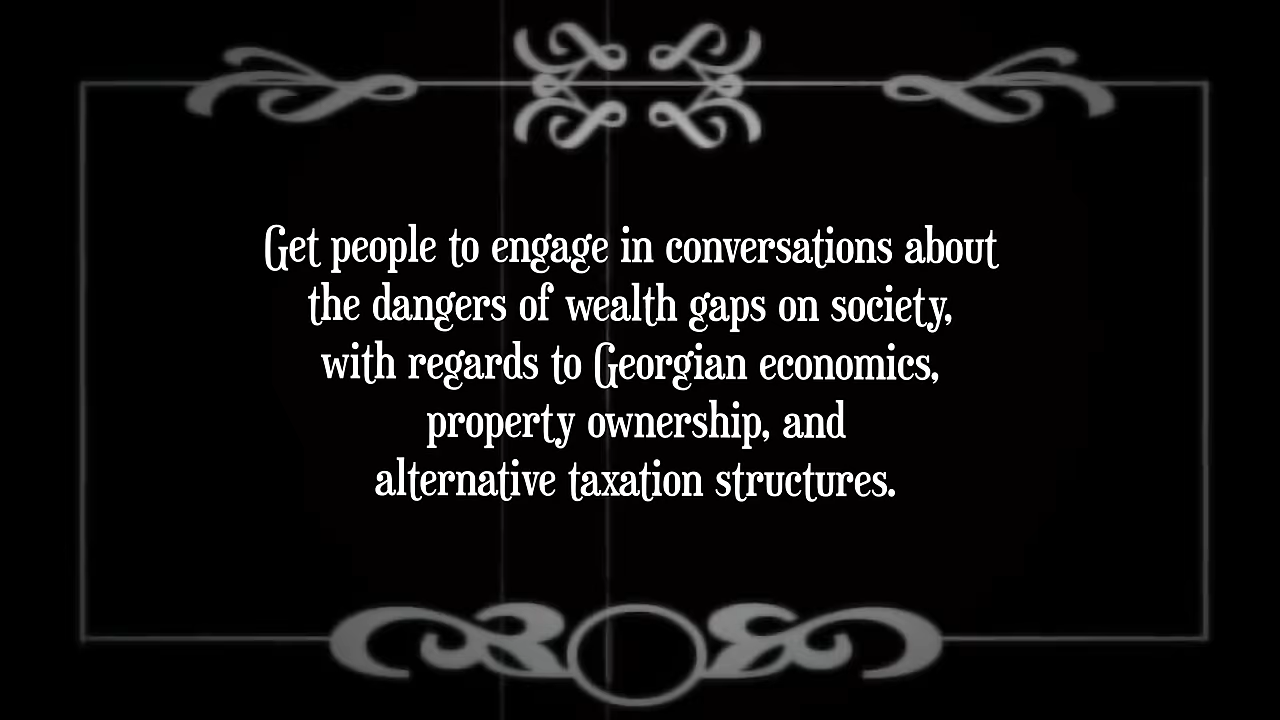 Get people to engage in conversations about
the dangers of wealth gaps on society,
with regards to Georgian economics,
property ownership, and
alternative taxation structures.